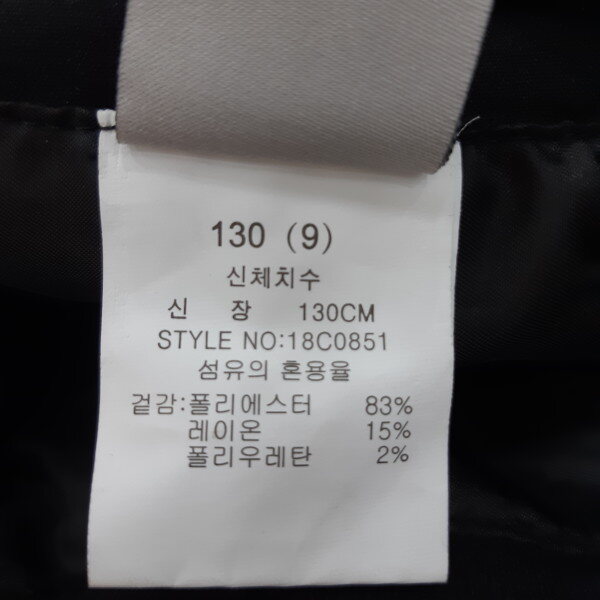 130 (9)
신체치수
신 장 130CM
STYLE NO:18C0851
섬유의 혼용율
겉감:폴리에스터 83%
레이온 15%
폴리우레탄 2%